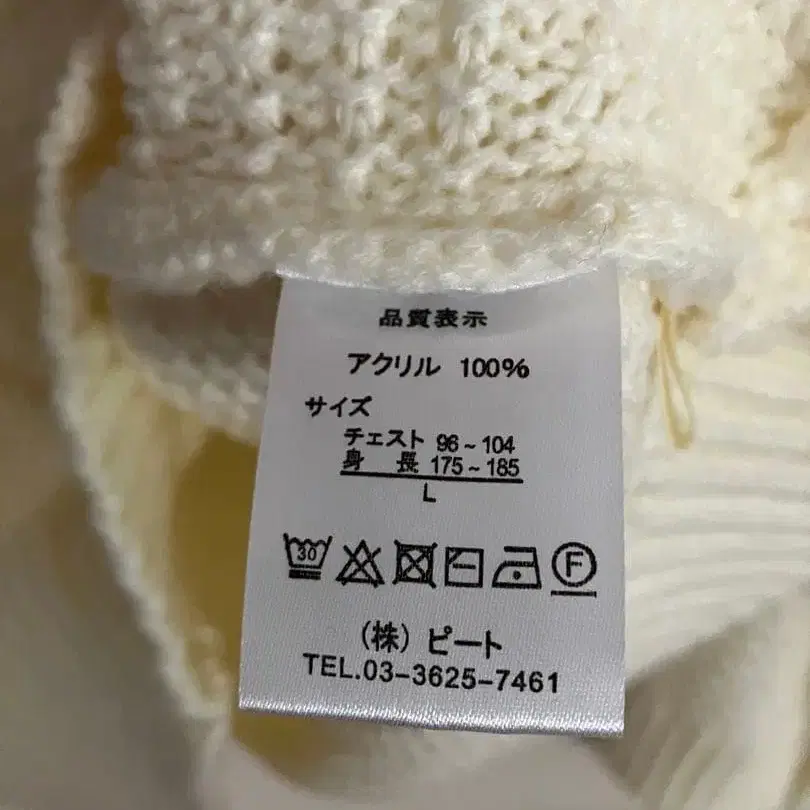 品質表示
アクリル 100%
サイズ
チェスト 96~104
身 長 175~185
L
30 F
(株) ピート
TEL.03-3625-7461